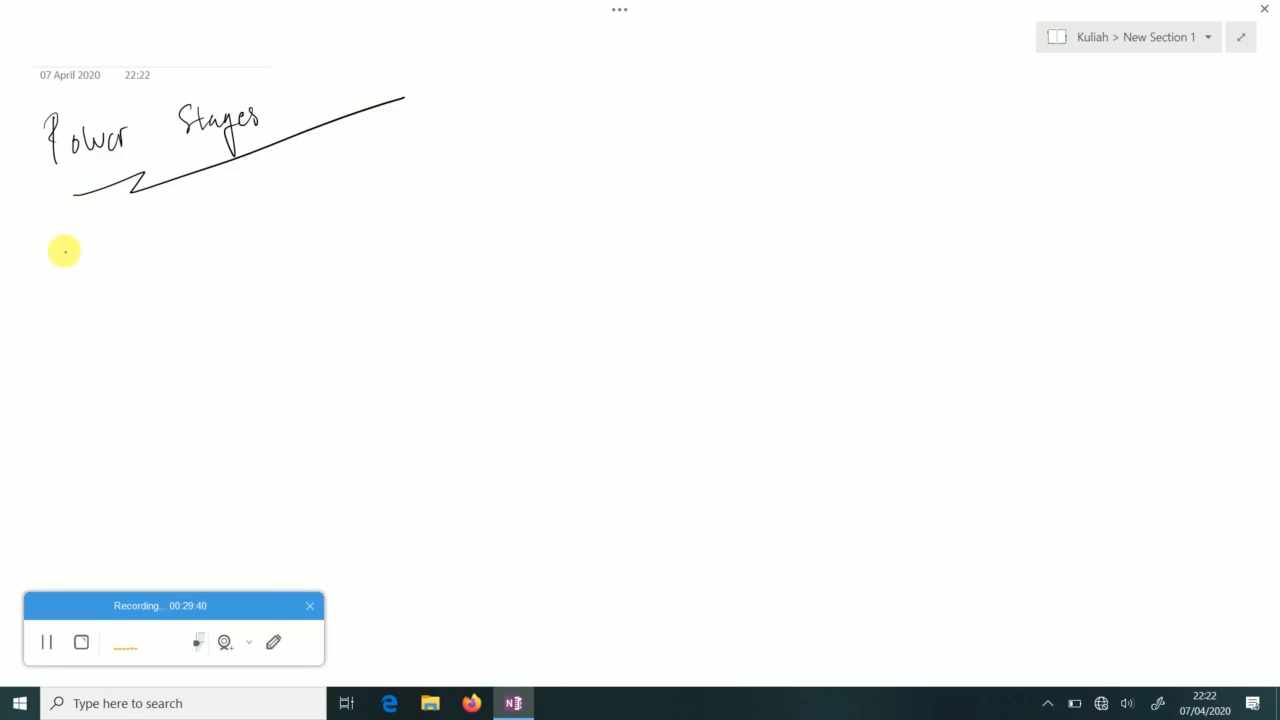 Kuliah > New Section 1
07 April 2020 22:22
Power Stages
Recording... 00:29:40
Type here to search
22:22
07/04/2020